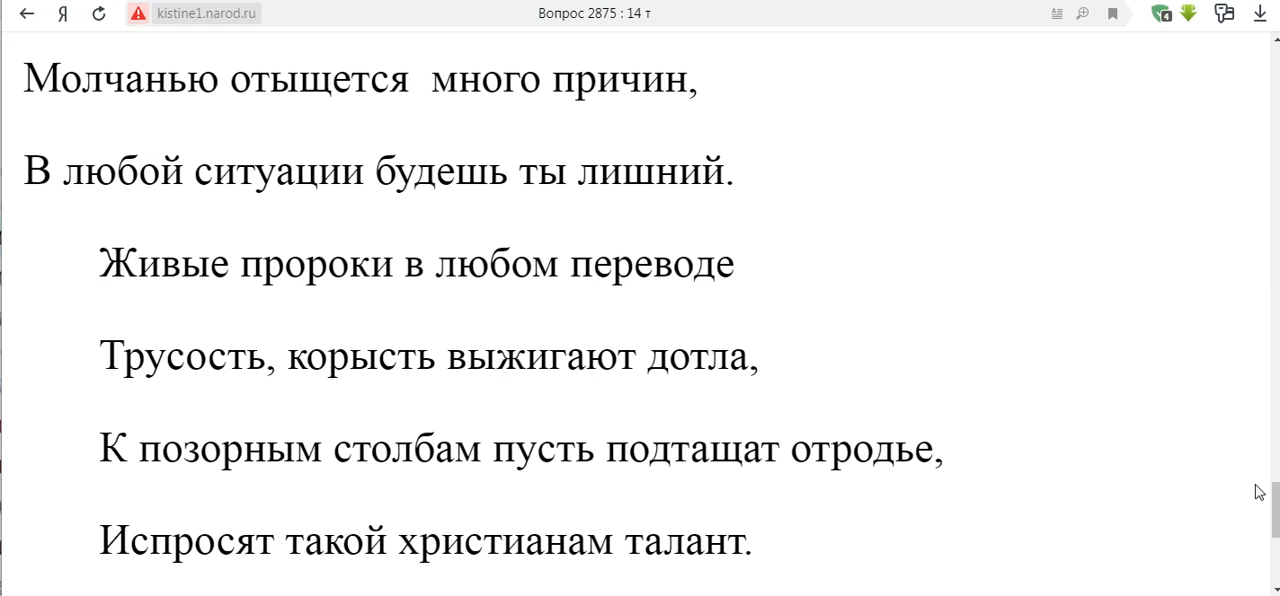 kistine1.narod.ru
Вопрос 2875 : 14 т
4
Молчанью отыщется  много причин,
В любой ситуации будешь ты лишний.
Живые пророки в любом переводе
Трусость, корысть выжигают дотла,
К позорным столбам пусть подтащат отродье,
Испросят такой христианам талант.